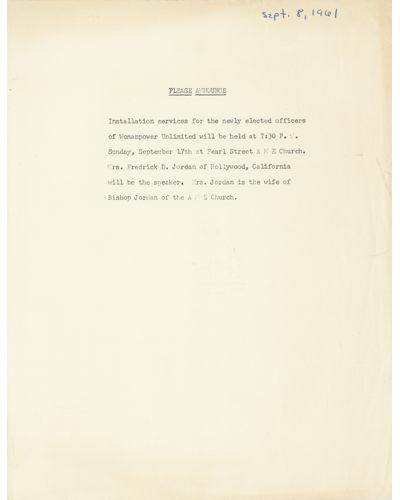 Sept. 8, 1961
PLEASE ANNOUNCE
Installation services for the newly elected officers
of Womanpower Unlimited will be held at 7:30 P. M.
Sunday, September 17th at Pearl Street A M E Church.
Mrs. Fredrick D. Jordan of Hollywood, California
will be the speaker. Mrs. Jordan is the wife of
Bishop Jordan of the A M E Church.